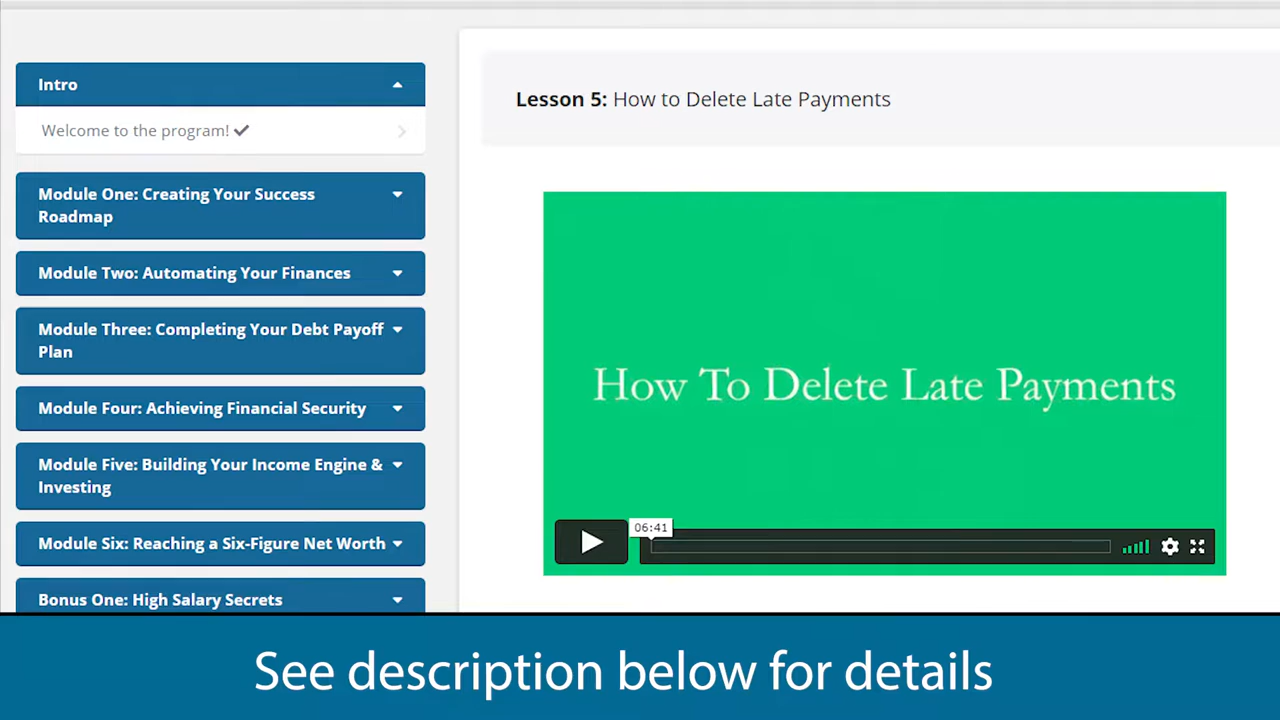 Intro
Welcome to the program!
Module One: Creating Your Success
Roadmap
Module Two: Automating Your Finances
Module Three: Completing Your Debt Payoff
Plan
Module Four: Achieving Financial Security
Module Five: Building Your Income Engine &
Investing
Module Six: Reaching a Six-Figure Net Worth
Bonus One: High Salary Secrets
Lesson 5: How to Delete Late Payments
How To Delete Late Payments
06:41
See description below for details